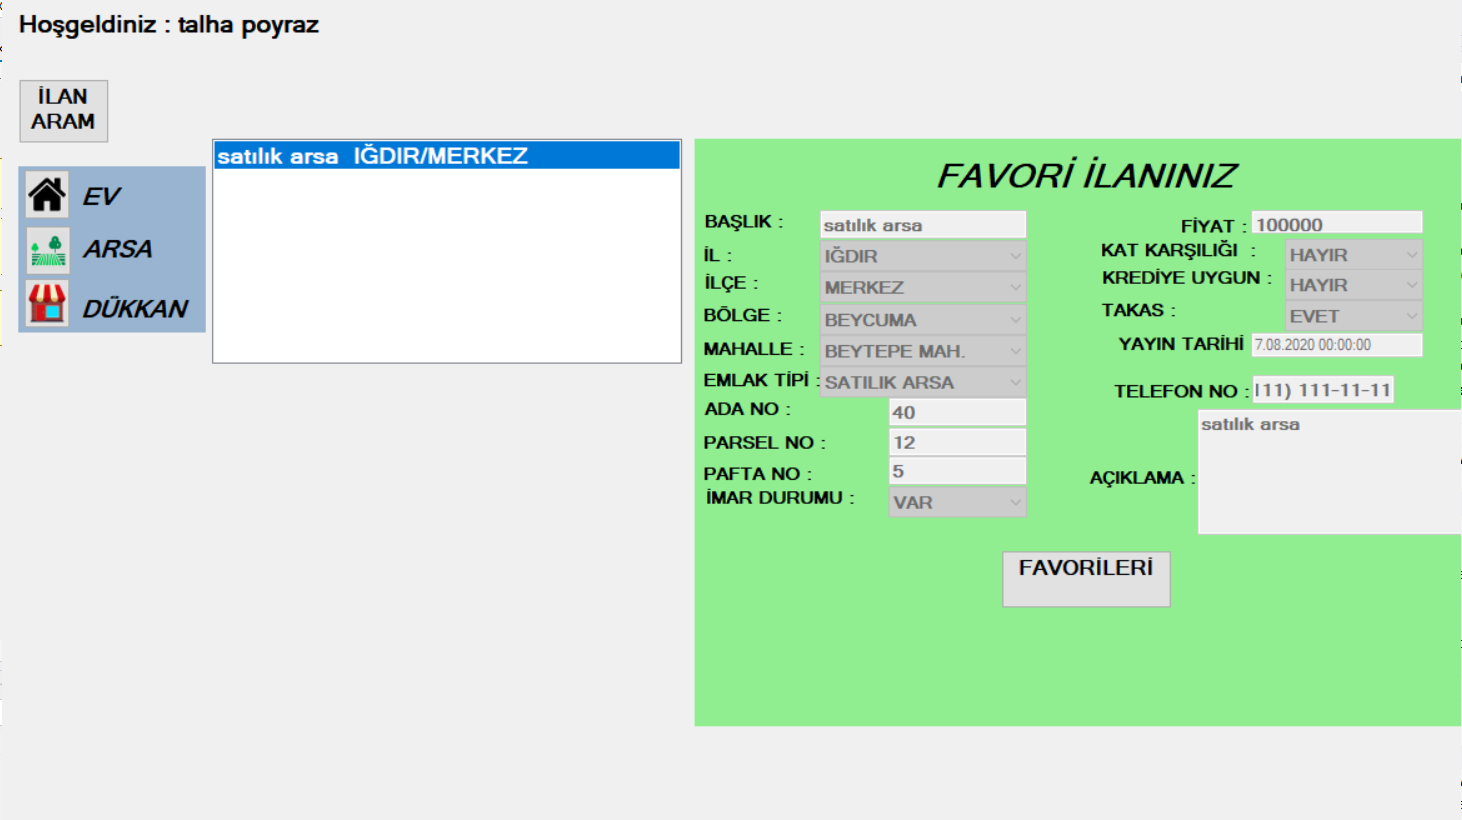 Hoşgeldiniz : talha poyraz
İLAN
ARAM
EV
ARSA
DÜKKAN
satılık arsa  IĞDIR/MERKEZ
FAVORİ İLANINIZ
BAŞLIK : satılık arsa
İL : IĞDIR
İLÇE : MERKEZ
BÖLGE : BEYCUMA
MAHALLE : BEYTEPE MAH.
EMLAK TİPİ : SATILIK ARSA
ADA NO : 40
PARSEL NO : 12
PAFTA NO : 5
İMAR DURUMU : VAR
FİYAT : 100000
KAT KARŞILIĞI : HAYIR
KREDİYE UYGUN : HAYIR
TAKAS : EVET
YAYIN TARİHİ 7.08.2020 00:00:00
TELEFON NO : 11) 111-11-11
AÇIKLAMA : satılık arsa
FAVORİLERİ